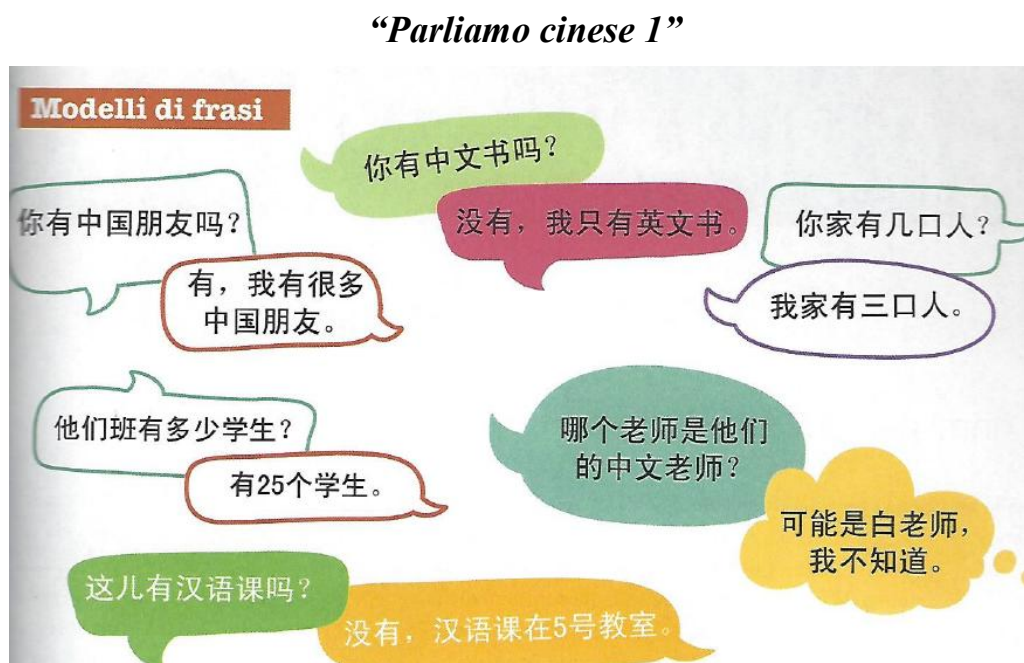 “Parliamo cinese 1”
Modelli di frasi
你有中文书吗？
没有，我只有英文书。
你有中国朋友吗？
有，我有很多
中国朋友。
你家有几口人？
我家有三口人。
他们班有多少学生？
有25个学生。
哪个老师是他们
的中文老师？
可能是白老师，
我不知道。
这儿有汉语课吗？
没有，汉语课在5号教室。